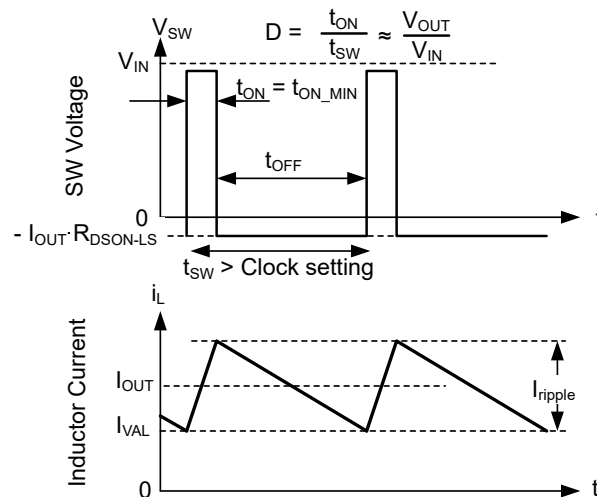 V_SW
D = t_ON / t_SW ≈ V_OUT / V_IN
V_IN
t_ON = t_ON_MIN
SW Voltage
t_OFF
0
t
- I_OUT·R_DSON-LS
t_SW > Clock setting
i_L
Inductor Current
I_OUT
I_ripple
I_VAL
0
t